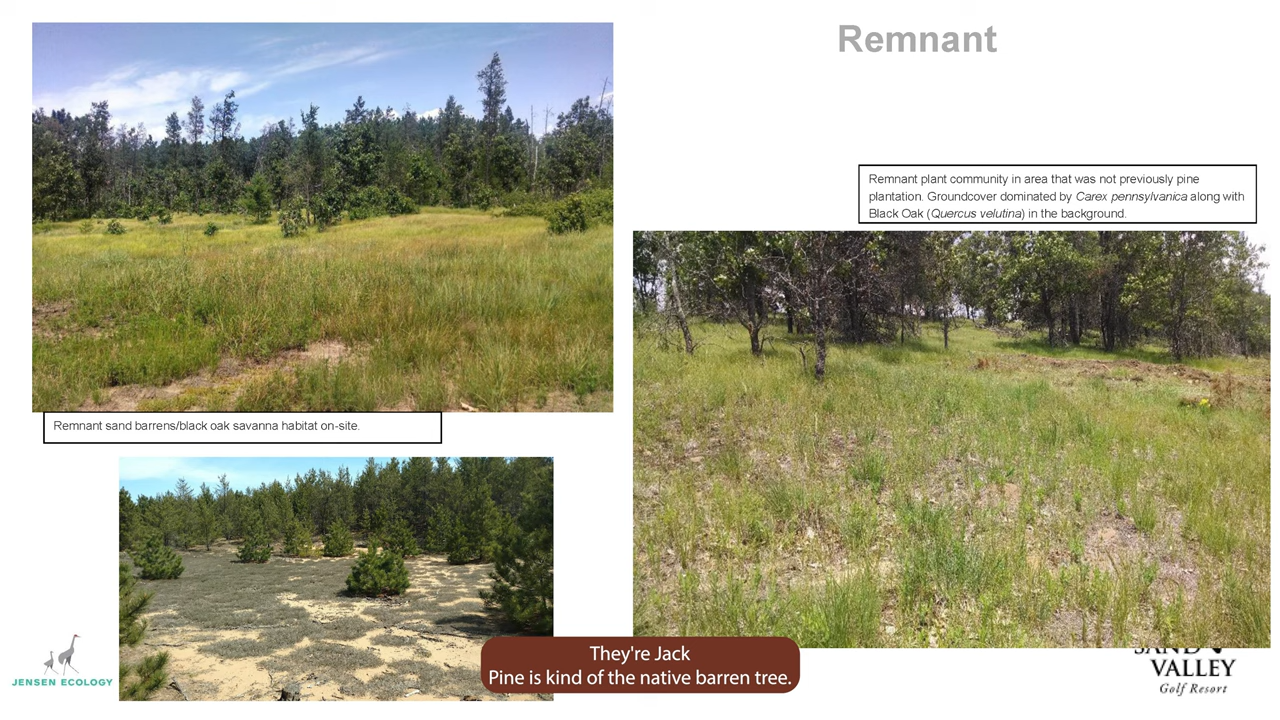 Remnant
Remnant plant community in area that was not previously pine
plantation. Groundcover dominated by Carex pennsylvanica along with
Black Oak (Quercus velutina) in the background.
Remnant sand barrens/black oak savanna habitat on-site.
They're Jack
Pine is kind of the native barren tree.
JENSEN ECOLOGY
SAND
VALLEY
Golf Resort